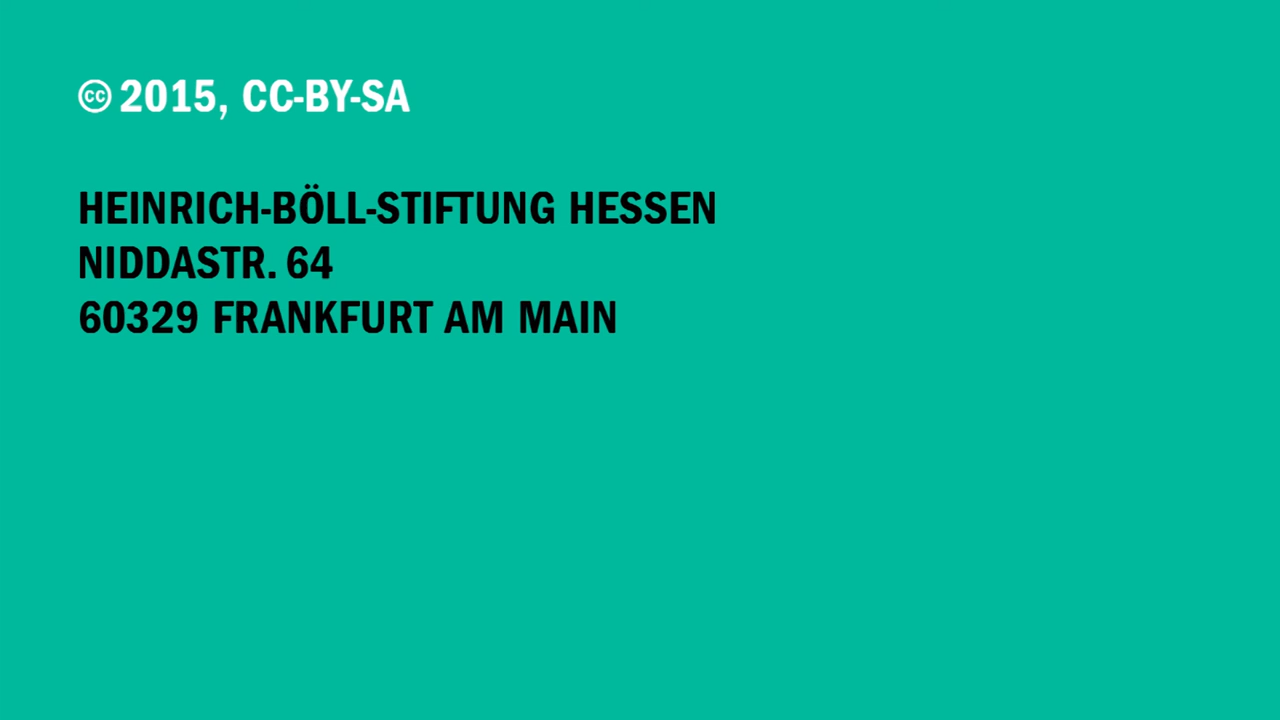 🄯 2015, CC-BY-SA
HEINRICH-BÖLL-STIFTUNG HESSEN
NIDDASTR. 64
60329 FRANKFURT AM MAIN